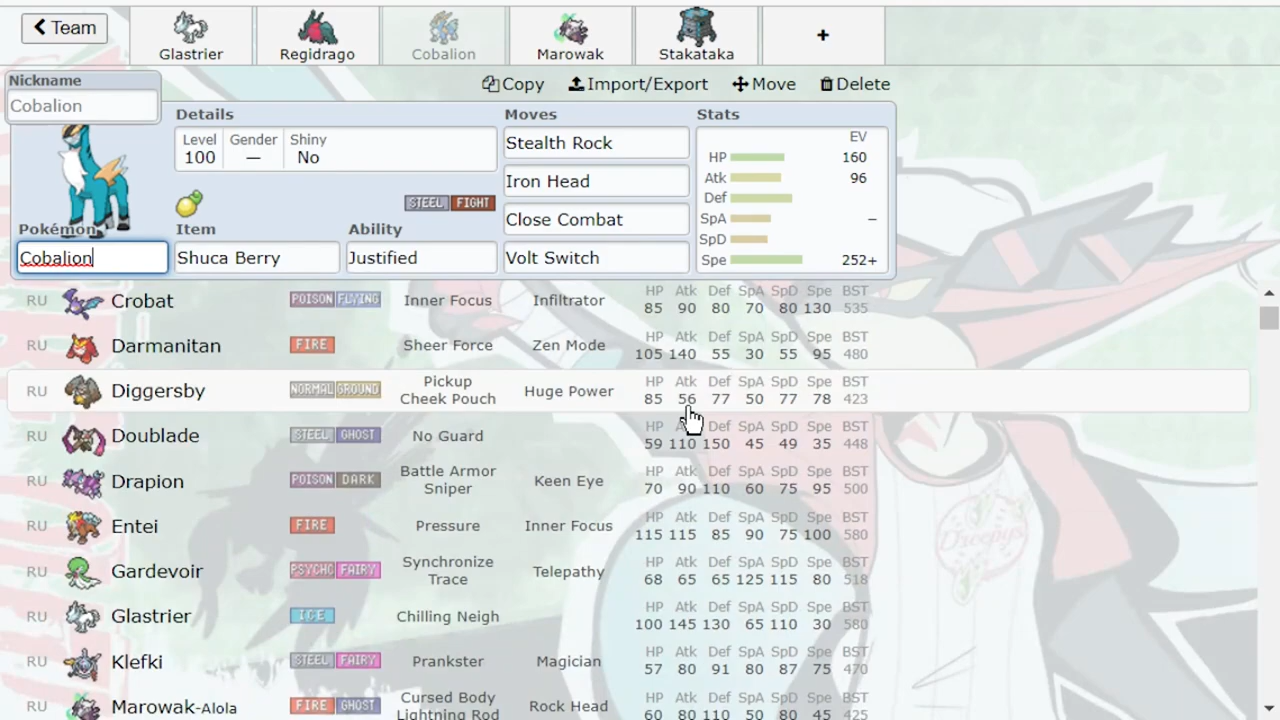 Team
Glastrier
Regidrago
Cobalion
Marowak
Stakataka
+
Copy Import/Export Move Delete
Nickname
Cobalion
Details
Level Gender Shiny
100 — No
STEEL FIGHT
Pokémon Item Ability
Cobalion Shuca Berry Justified
Moves
Stealth Rock
Iron Head
Close Combat
Volt Switch
Stats
EV
HP 160
Atk 96
Def
SpA –
SpD
Spe 252+
RU Crobat POISON FLYING Inner Focus Infiltrator HP 85 Atk 90 Def 80 SpA 70 SpD 80 Spe 130 BST 535
RU Darmanitan FIRE Sheer Force Zen Mode HP 105 Atk 140 Def 55 SpA 30 SpD 55 Spe 95 BST 480
RU Diggersby NORMAL GROUND Pickup Cheek Pouch Huge Power HP 85 Atk 56 Def 77 SpA 50 SpD 77 Spe 78 BST 423
RU Doublade STEEL GHOST No Guard HP 59 110 Def 150 SpA 45 SpD 49 Spe 35 BST 448
RU Drapion POISON DARK Battle Armor Sniper Keen Eye HP 70 Atk 90 Def 110 SpA 60 SpD 75 Spe 95 BST 500
RU Entei FIRE Pressure Inner Focus HP 115 Atk 115 Def 85 SpA 90 SpD 75 Spe 100 BST 580
RU Gardevoir PSYCHC FAIRY Synchronize Trace Telepathy HP 68 Atk 65 Def 65 SpA 125 SpD 115 Spe 80 BST 518
RU Glastrier ICE Chilling Neigh HP 100 Atk 145 Def 130 SpA 65 SpD 110 Spe 30 BST 580
RU Klefki STEEL FAIRY Prankster Magician HP 57 Atk 80 Def 91 SpA 80 SpD 87 Spe 75 BST 470
RU Marowak-Alola FIRE GHOST Cursed Body Lightning Rod Rock Head HP 60 Atk 80 Def 110 SpA 50 SpD 80 Spe 45 BST 425